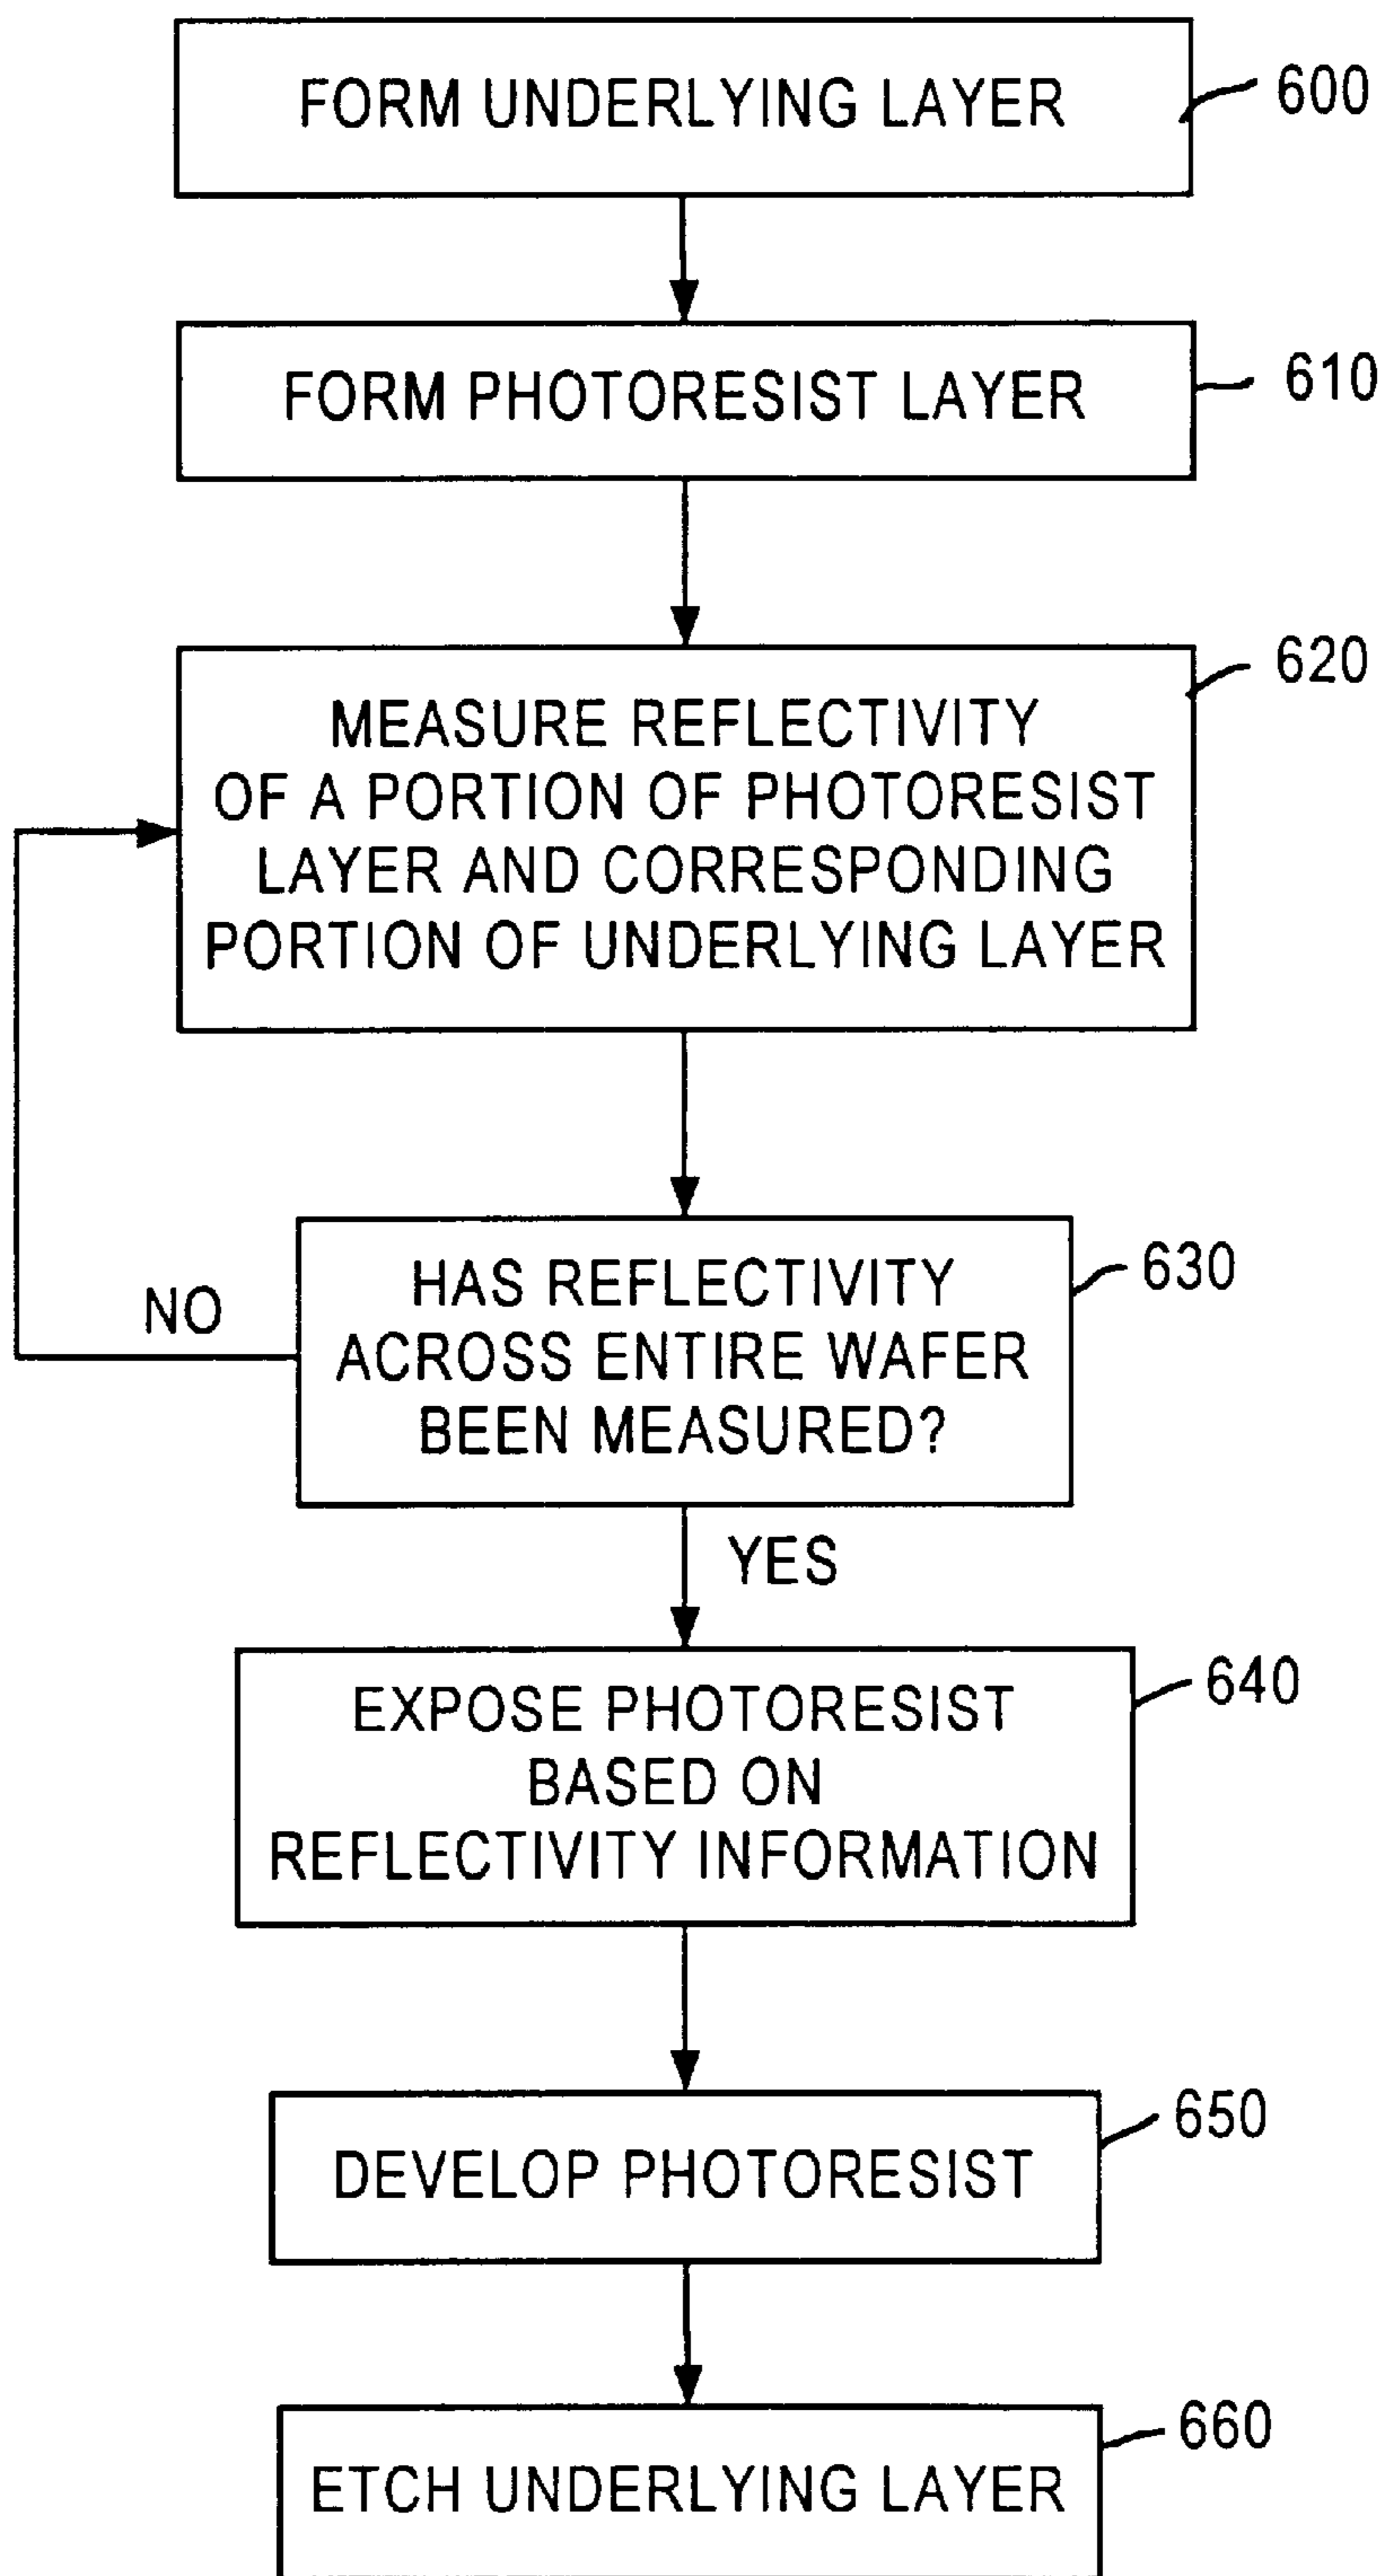 FORM UNDERLYING LAYER
600
FORM PHOTORESIST LAYER
610
620
MEASURE REFLECTIVITY
OF A PORTION OF PHOTORESIST
LAYER AND CORRESPONDING
PORTION OF UNDERLYING LAYER
630
HAS REFLECTIVITY
ACROSS ENTIRE WAFER
BEEN MEASURED?
NO
YES
640
EXPOSE PHOTORESIST
BASED ON
REFLECTIVITY INFORMATION
650
DEVELOP PHOTORESIST
660
ETCH UNDERLYING LAYER